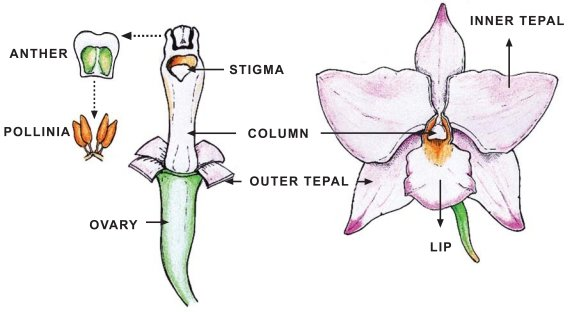 INNER TEPAL
ANTHER
STIGMA
POLLINIA
COLUMN
OUTER TEPAL
OVARY
LIP